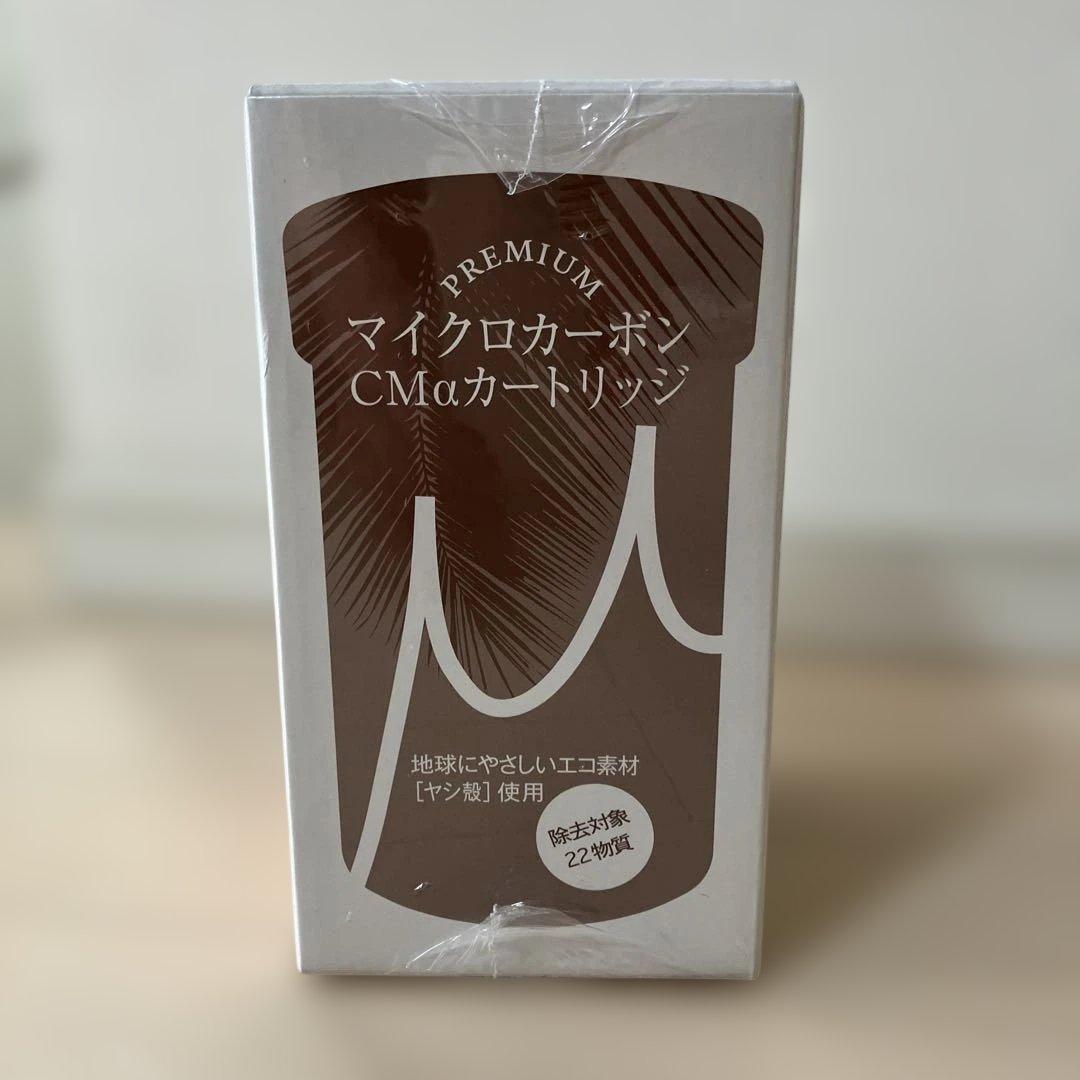 PREMIUM
マイクロカーボン
CMαカートリッジ
μ
地球にやさしいエコ素材
［ヤシ殻］使用
除去対象
22物質